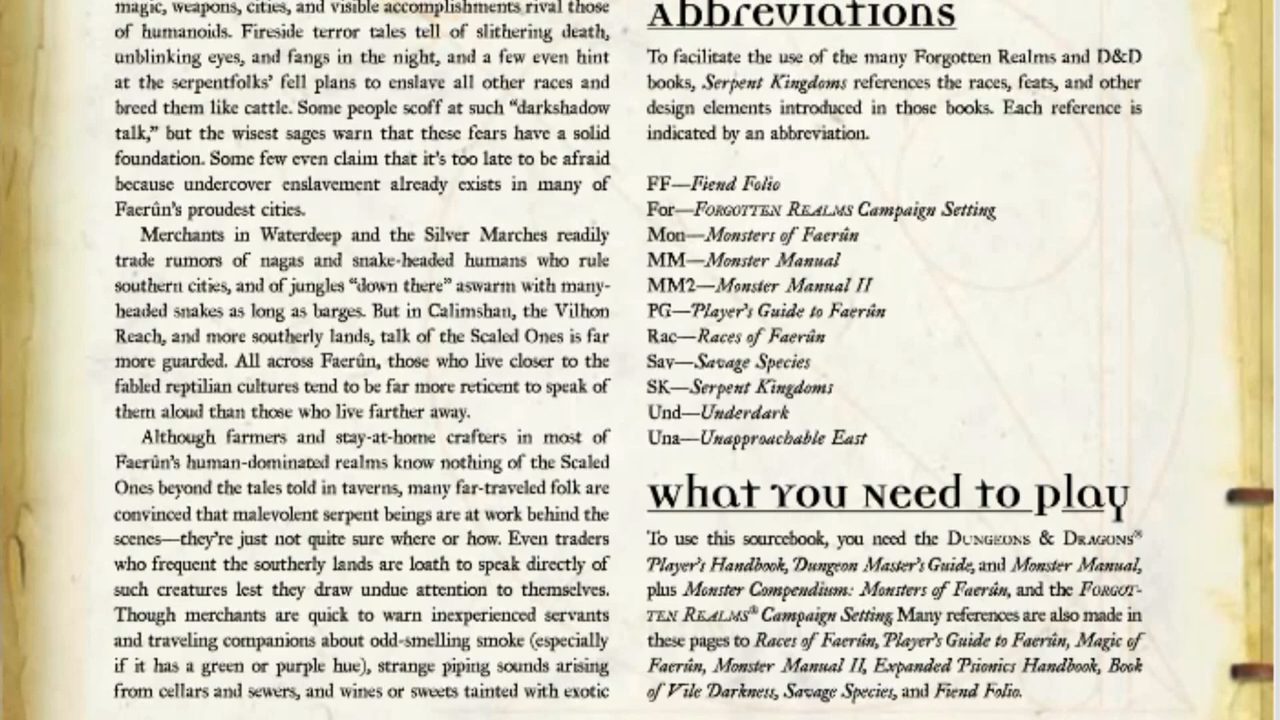 magic, weapons, cities, and visible accomplishments rival those
of humanoids. Fireside terror tales tell of slithering death,
unblinking eyes, and fangs in the night, and a few even hint
at the serpentfolks’ fell plans to enslave all other races and
breed them like cattle. Some people scoff at such “darkshadow
talk,” but the wisest sages warn that these fears have a solid
foundation. Some few even claim that it’s too late to be afraid
because undercover enslavement already exists in many of
Faerûn’s proudest cities.
Merchants in Waterdeep and the Silver Marches readily
trade rumors of nagas and snake-headed humans who rule
southern cities, and of jungles “down there” aswarm with many-
headed snakes as long as barges. But in Calimshan, the Vilhon
Reach, and more southerly lands, talk of the Scaled Ones is far
more guarded. All across Faerûn, those who live closer to the
fabled reptilian cultures tend to be far more reticent to speak of
them aloud than those who live farther away.
Although farmers and stay-at-home crafters in most of
Faerûn’s human-dominated realms know nothing of the Scaled
Ones beyond the tales told in taverns, many far-traveled folk are
convinced that malevolent serpent beings are at work behind the
scenes—they’re just not quite sure where or how. Even traders
who frequent the southerly lands are loath to speak directly of
such creatures lest they draw undue attention to themselves.
Though merchants are quick to warn inexperienced servants
and traveling companions about odd-smelling smoke (especially
if it has a green or purple hue), strange piping sounds arising
from cellars and sewers, and wines or sweets tainted with exotic
Abbreviations
To facilitate the use of the many Forgotten Realms and D&D
books, Serpent Kingdoms references the races, feats, and other
design elements introduced in those books. Each reference is
indicated by an abbreviation.
FF—Fiend Folio
For—FORGOTTEN REALMS Campaign Setting
Mon—Monsters of Faerûn
MM—Monster Manual
MM2—Monster Manual II
PG—Player’s Guide to Faerûn
Rac—Races of Faerûn
Sav—Savage Species
SK—Serpent Kingdoms
Und—Underdark
Una—Unapproachable East
What You Need to Play
To use this sourcebook, you need the DUNGEONS & DRAGONS®
Player’s Handbook, Dungeon Master’s Guide, and Monster Manual,
plus Monster Compendium: Monsters of Faerûn, and the FORGOT-
TEN REALMS® Campaign Setting Many references are also made in
these pages to Races of Faerûn, Player’s Guide to Faerûn, Magic of
Faerûn, Monster Manual II, Expanded Psionics Handbook, Book
of Vile Darkness, Savage Species, and Fiend Folio.